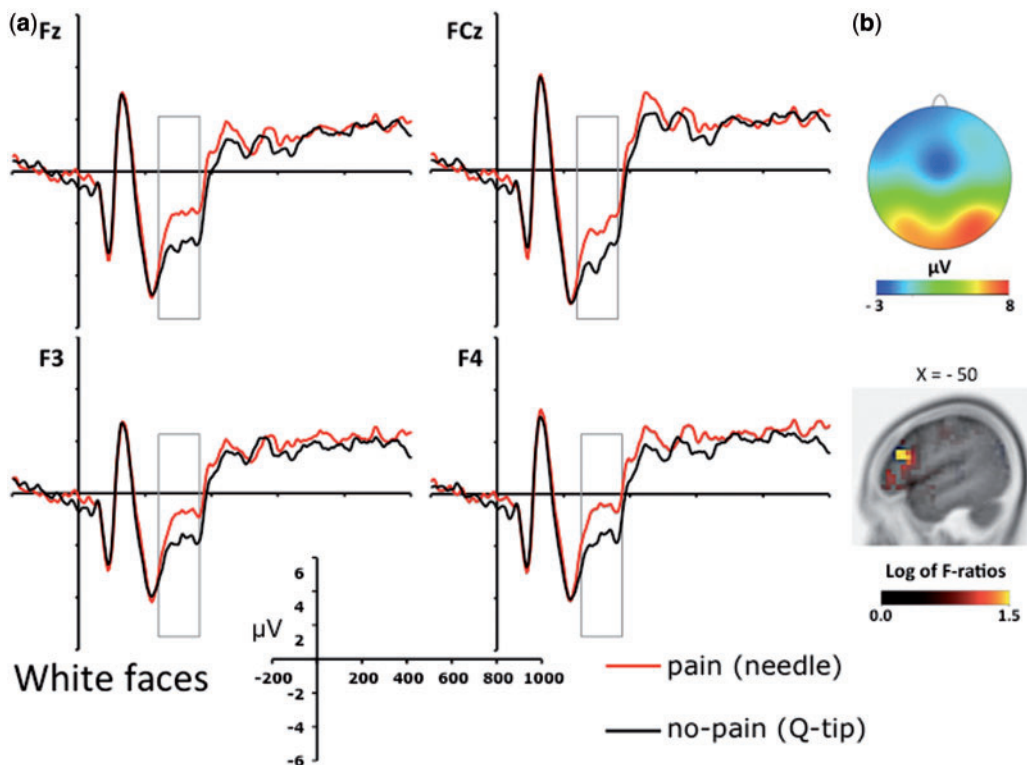 (a) Fz FCz (b)
µV
- 3 8
F3 F4
X = - 50
Log of F-ratios
0.0 1.5
6
4
µV 2
-200 200 400 600 800 1000
-2
-4
-6
White faces
pain (needle)
no-pain (Q-tip)